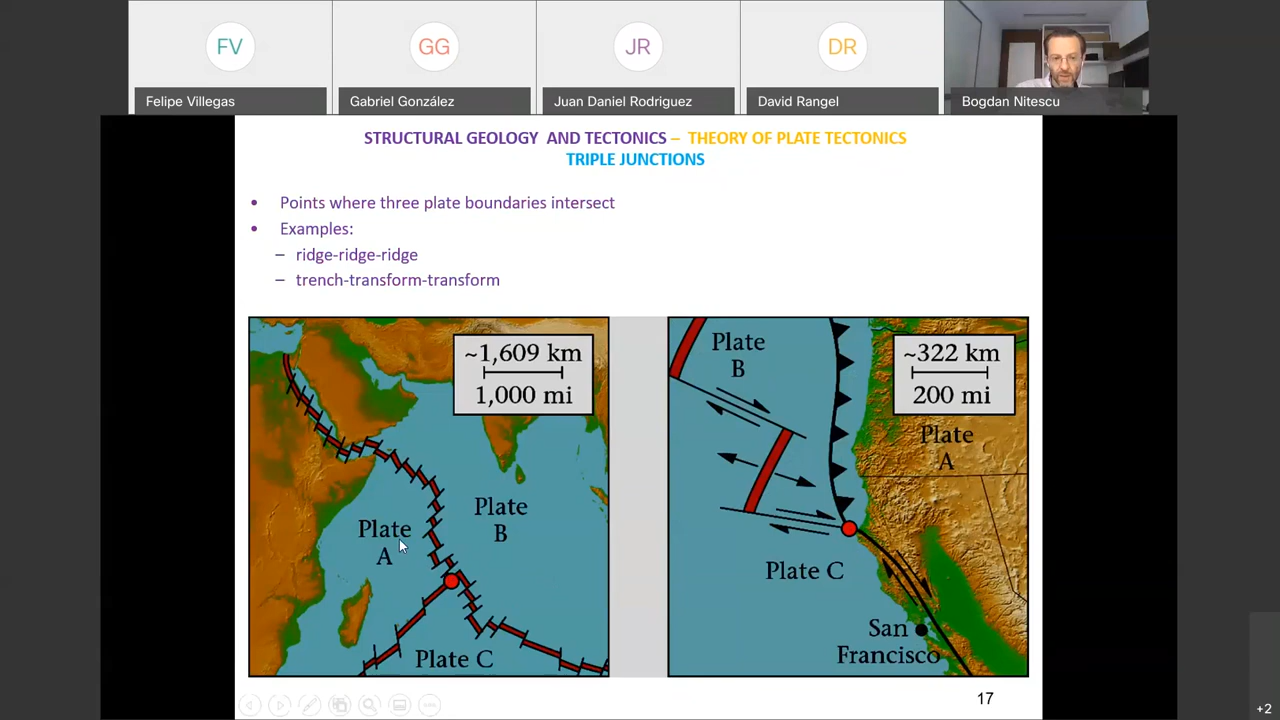 FV
GG
JR
DR
Felipe Villegas
Gabriel González
Juan Daniel Rodriguez
David Rangel
Bogdan Nitescu
STRUCTURAL GEOLOGY AND TECTONICS – THEORY OF PLATE TECTONICS
TRIPLE JUNCTIONS
• Points where three plate boundaries intersect
• Examples:
– ridge-ridge-ridge
– trench-transform-transform
~1,609 km
1,000 mi
Plate
A
Plate
B
Plate C
Plate
B
~322 km
200 mi
Plate
A
Plate C
San
Francisco
17
+2